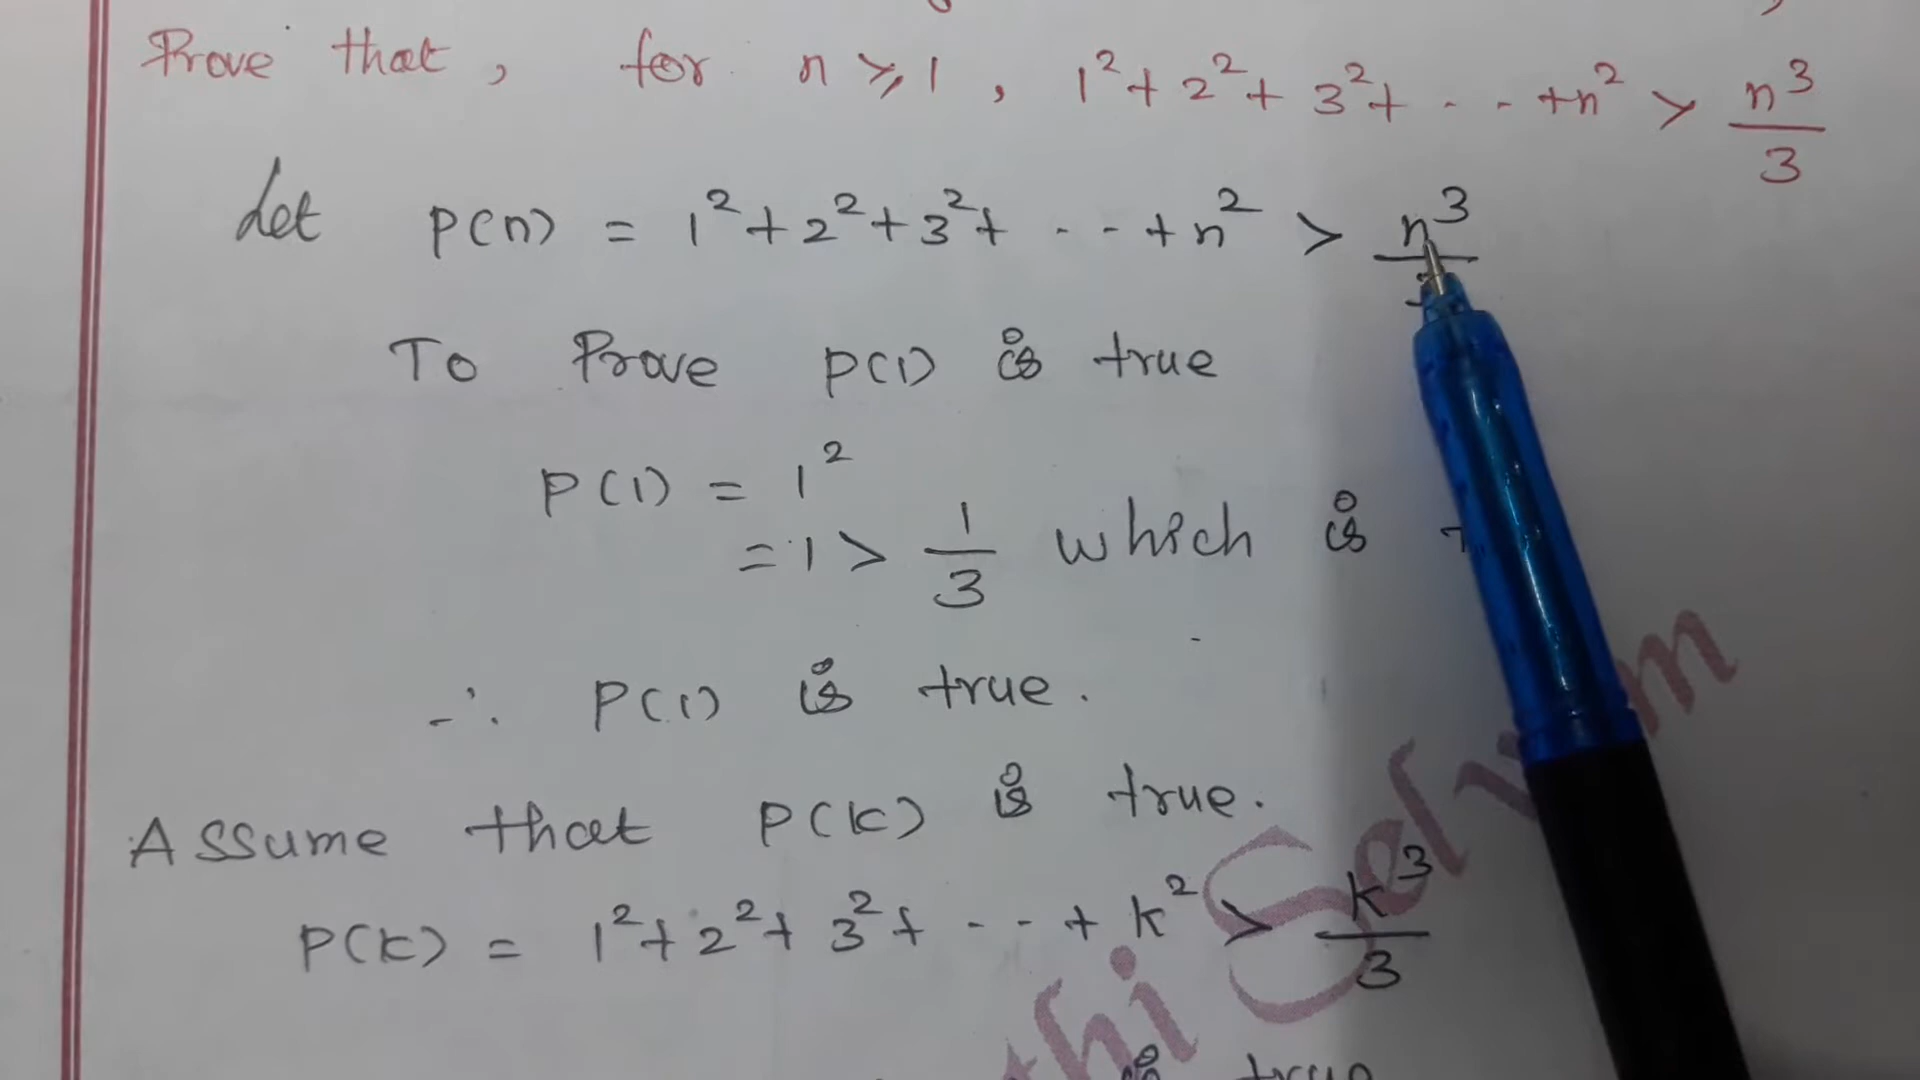 Prove that, for n ≥ 1, 1² + 2² + 3² + - - + n² > n³/3
Let P(n) = 1² + 2² + 3² + - - + n² > n³/
To Prove P(1) is true
P(1) = 1²
= 1 > 1/3 which is
∴ P(1) is true.
Assume that P(k) is true.
P(k) = 1² + 2² + 3² + - - + k² > k³/3
is true